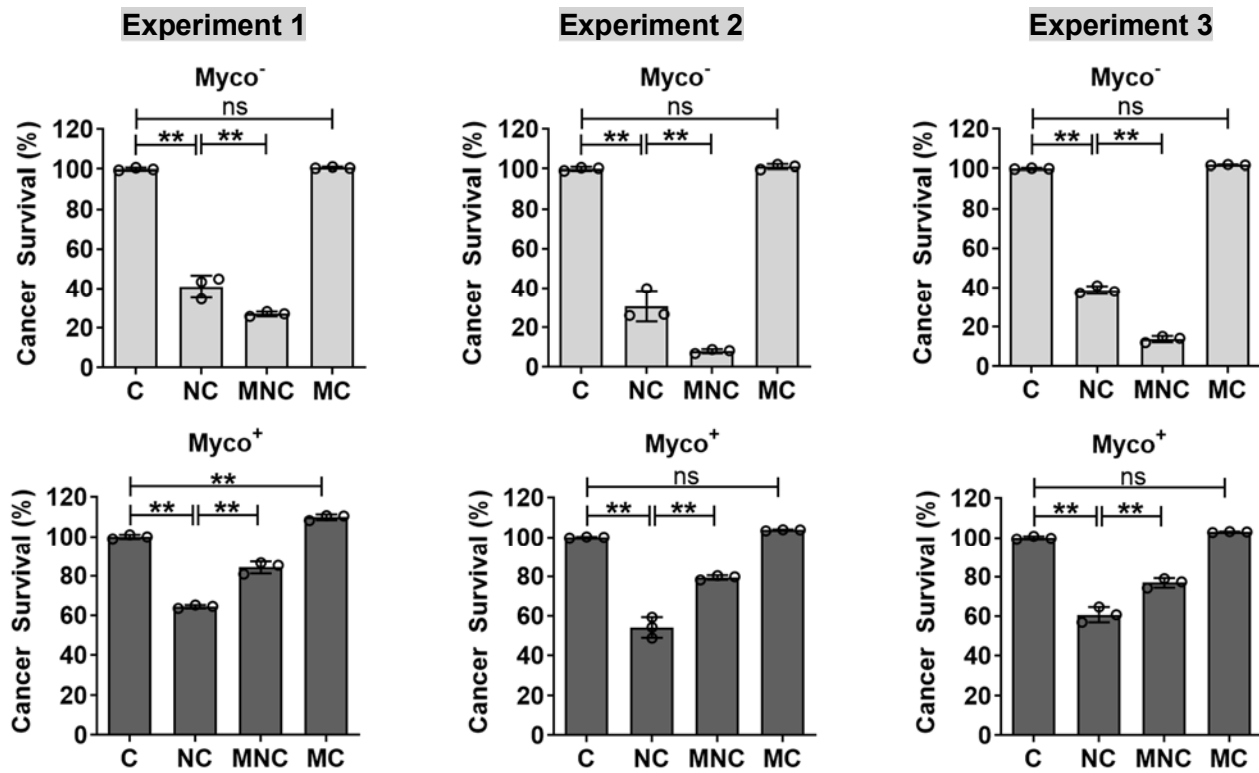 Experiment 1
Experiment 2
Experiment 3
Myco⁻
ns
** **
Cancer Survival (%)
120
100
80
60
40
20
0
C NC MNC MC
Myco⁻
ns
** **
Cancer Survival (%)
120
100
80
60
40
20
0
C NC MNC MC
Myco⁻
ns
** **
Cancer Survival (%)
120
100
80
60
40
20
0
C NC MNC MC
Myco⁺
**
** **
Cancer Survival (%)
120
100
80
60
40
20
0
C NC MNC MC
Myco⁺
ns
** **
Cancer Survival (%)
120
100
80
60
40
20
0
C NC MNC MC
Myco⁺
ns
** **
Cancer Survival (%)
120
100
80
60
40
20
0
C NC MNC MC